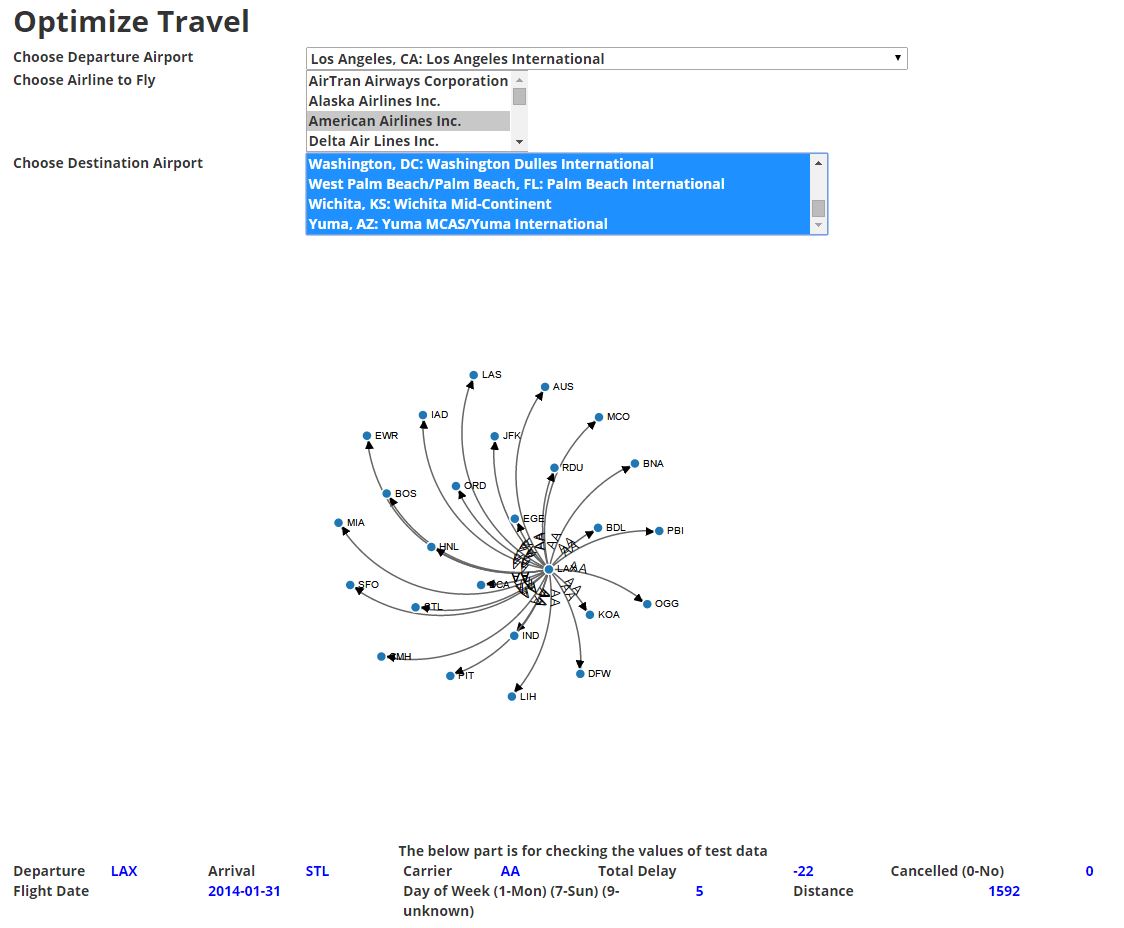 Optimize Travel
Choose Departure Airport
Los Angeles, CA: Los Angeles International
Choose Airline to Fly
AirTran Airways Corporation
Alaska Airlines Inc.
American Airlines Inc.
Delta Air Lines Inc.
Choose Destination Airport
Washington, DC: Washington Dulles International
West Palm Beach/Palm Beach, FL: Palm Beach International
Wichita, KS: Wichita Mid-Continent
Yuma, AZ: Yuma MCAS/Yuma International
LAS
AUS
IAD
MCO
EWR
JFK
RDU
BNA
ORD
BOS
EGE
MIA
BDL
PBI
HNL
LAX
AA
SFO
DCA
STL
OGG
KOA
IND
CMH
PIT
DFW
LIH
The below part is for checking the values of test data
Departure LAX Arrival STL Carrier AA Total Delay -22 Cancelled (0-No) 0
Flight Date 2014-01-31 Day of Week (1-Mon) (7-Sun) (9- 5 Distance 1592
unknown)